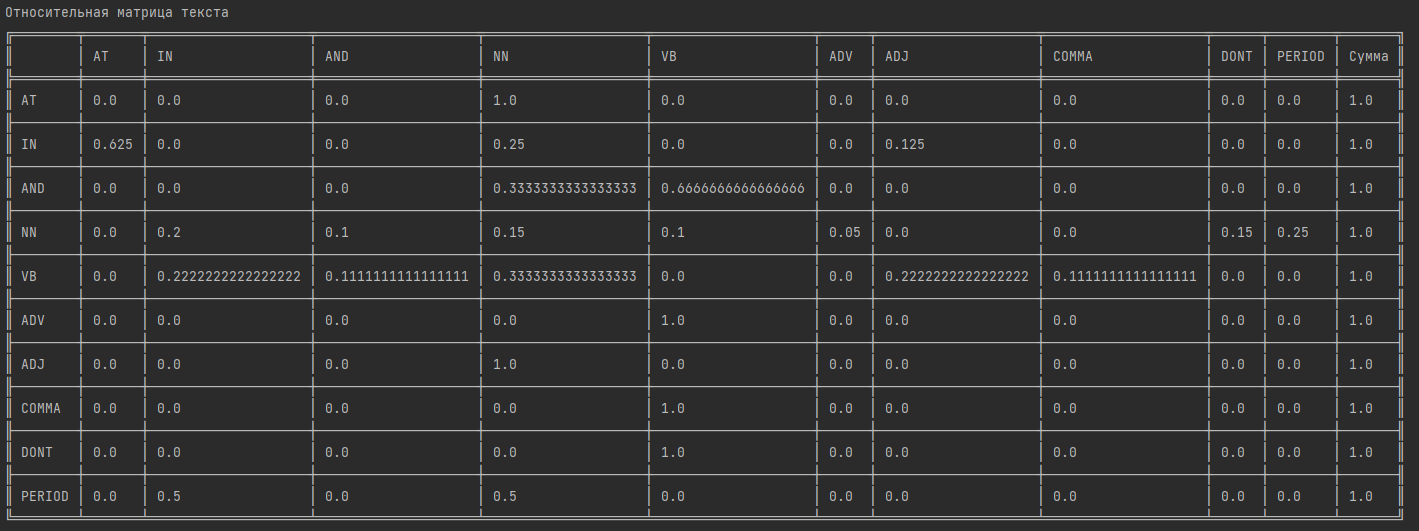 Относительная матрица текста
AT IN AND NN VB ADV ADJ COMMA DONT PERIOD Сумма
AT 0.0 0.0 0.0 1.0 0.0 0.0 0.0 0.0 0.0 0.0 1.0
IN 0.625 0.0 0.0 0.25 0.0 0.0 0.125 0.0 0.0 0.0 1.0
AND 0.0 0.0 0.0 0.3333333333333333 0.6666666666666666 0.0 0.0 0.0 0.0 0.0 1.0
NN 0.0 0.2 0.1 0.15 0.1 0.05 0.0 0.0 0.15 0.25 1.0
VB 0.0 0.2222222222222222 0.1111111111111111 0.3333333333333333 0.0 0.0 0.2222222222222222 0.1111111111111111 0.0 0.0 1.0
ADV 0.0 0.0 0.0 0.0 1.0 0.0 0.0 0.0 0.0 0.0 1.0
ADJ 0.0 0.0 0.0 1.0 0.0 0.0 0.0 0.0 0.0 0.0 1.0
COMMA 0.0 0.0 0.0 0.0 1.0 0.0 0.0 0.0 0.0 0.0 1.0
DONT 0.0 0.0 0.0 0.0 1.0 0.0 0.0 0.0 0.0 0.0 1.0
PERIOD 0.0 0.5 0.0 0.5 0.0 0.0 0.0 0.0 0.0 0.0 1.0